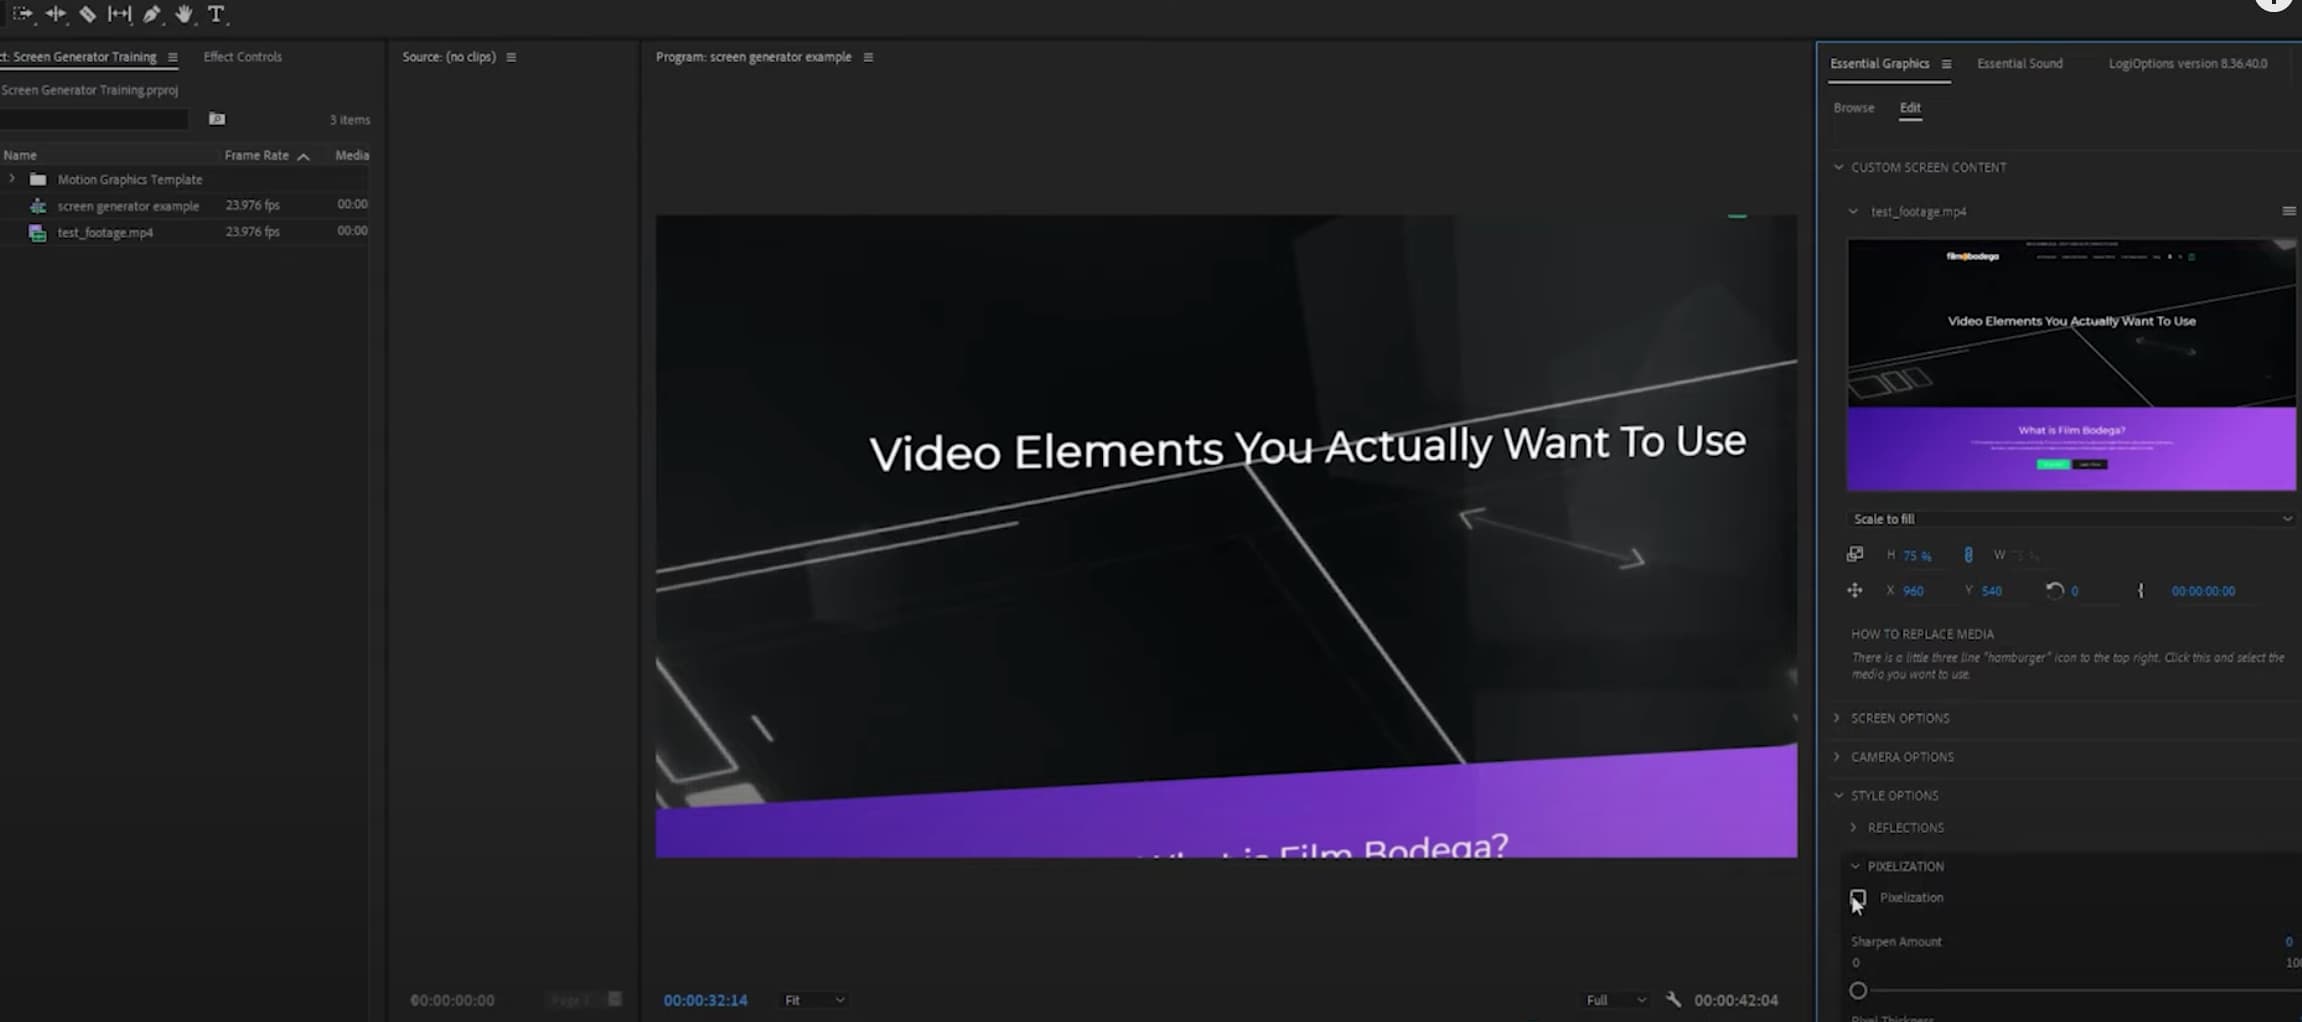 ct: Screen Generator Training
Effect Controls
Source: (no clips)
Program: screen generator example
Essential Graphics
Essential Sound
LogiOptions version 8.36.40.0
Screen Generator Training.prproj
3 items
Browse
Edit
Name
Frame Rate
Media
Motion Graphics Template
screen generator example
23.976 fps
00:00
test_footage.mp4
23.976 fps
00:00
CUSTOM SCREEN CONTENT
test_footage.mp4
filmbodega
Video Elements You Actually Want To Use
What is Film Bodega?
Video Elements You Actually Want To Use
What is Film Bodega?
Scale to fill
H 75 %
W 75 %
X 960
Y 540
0
00:00:00:00
HOW TO REPLACE MEDIA
There is a little three line "hamburger" icon to the top right. Click this and select the
media you want to use.
SCREEN OPTIONS
CAMERA OPTIONS
STYLE OPTIONS
REFLECTIONS
PIXELIZATION
Pixelization
Sharpen Amount
0
0
100
Pixel Thickness
00:00:00:00
00:00:32:14
Fit
Full
00:00:42:04